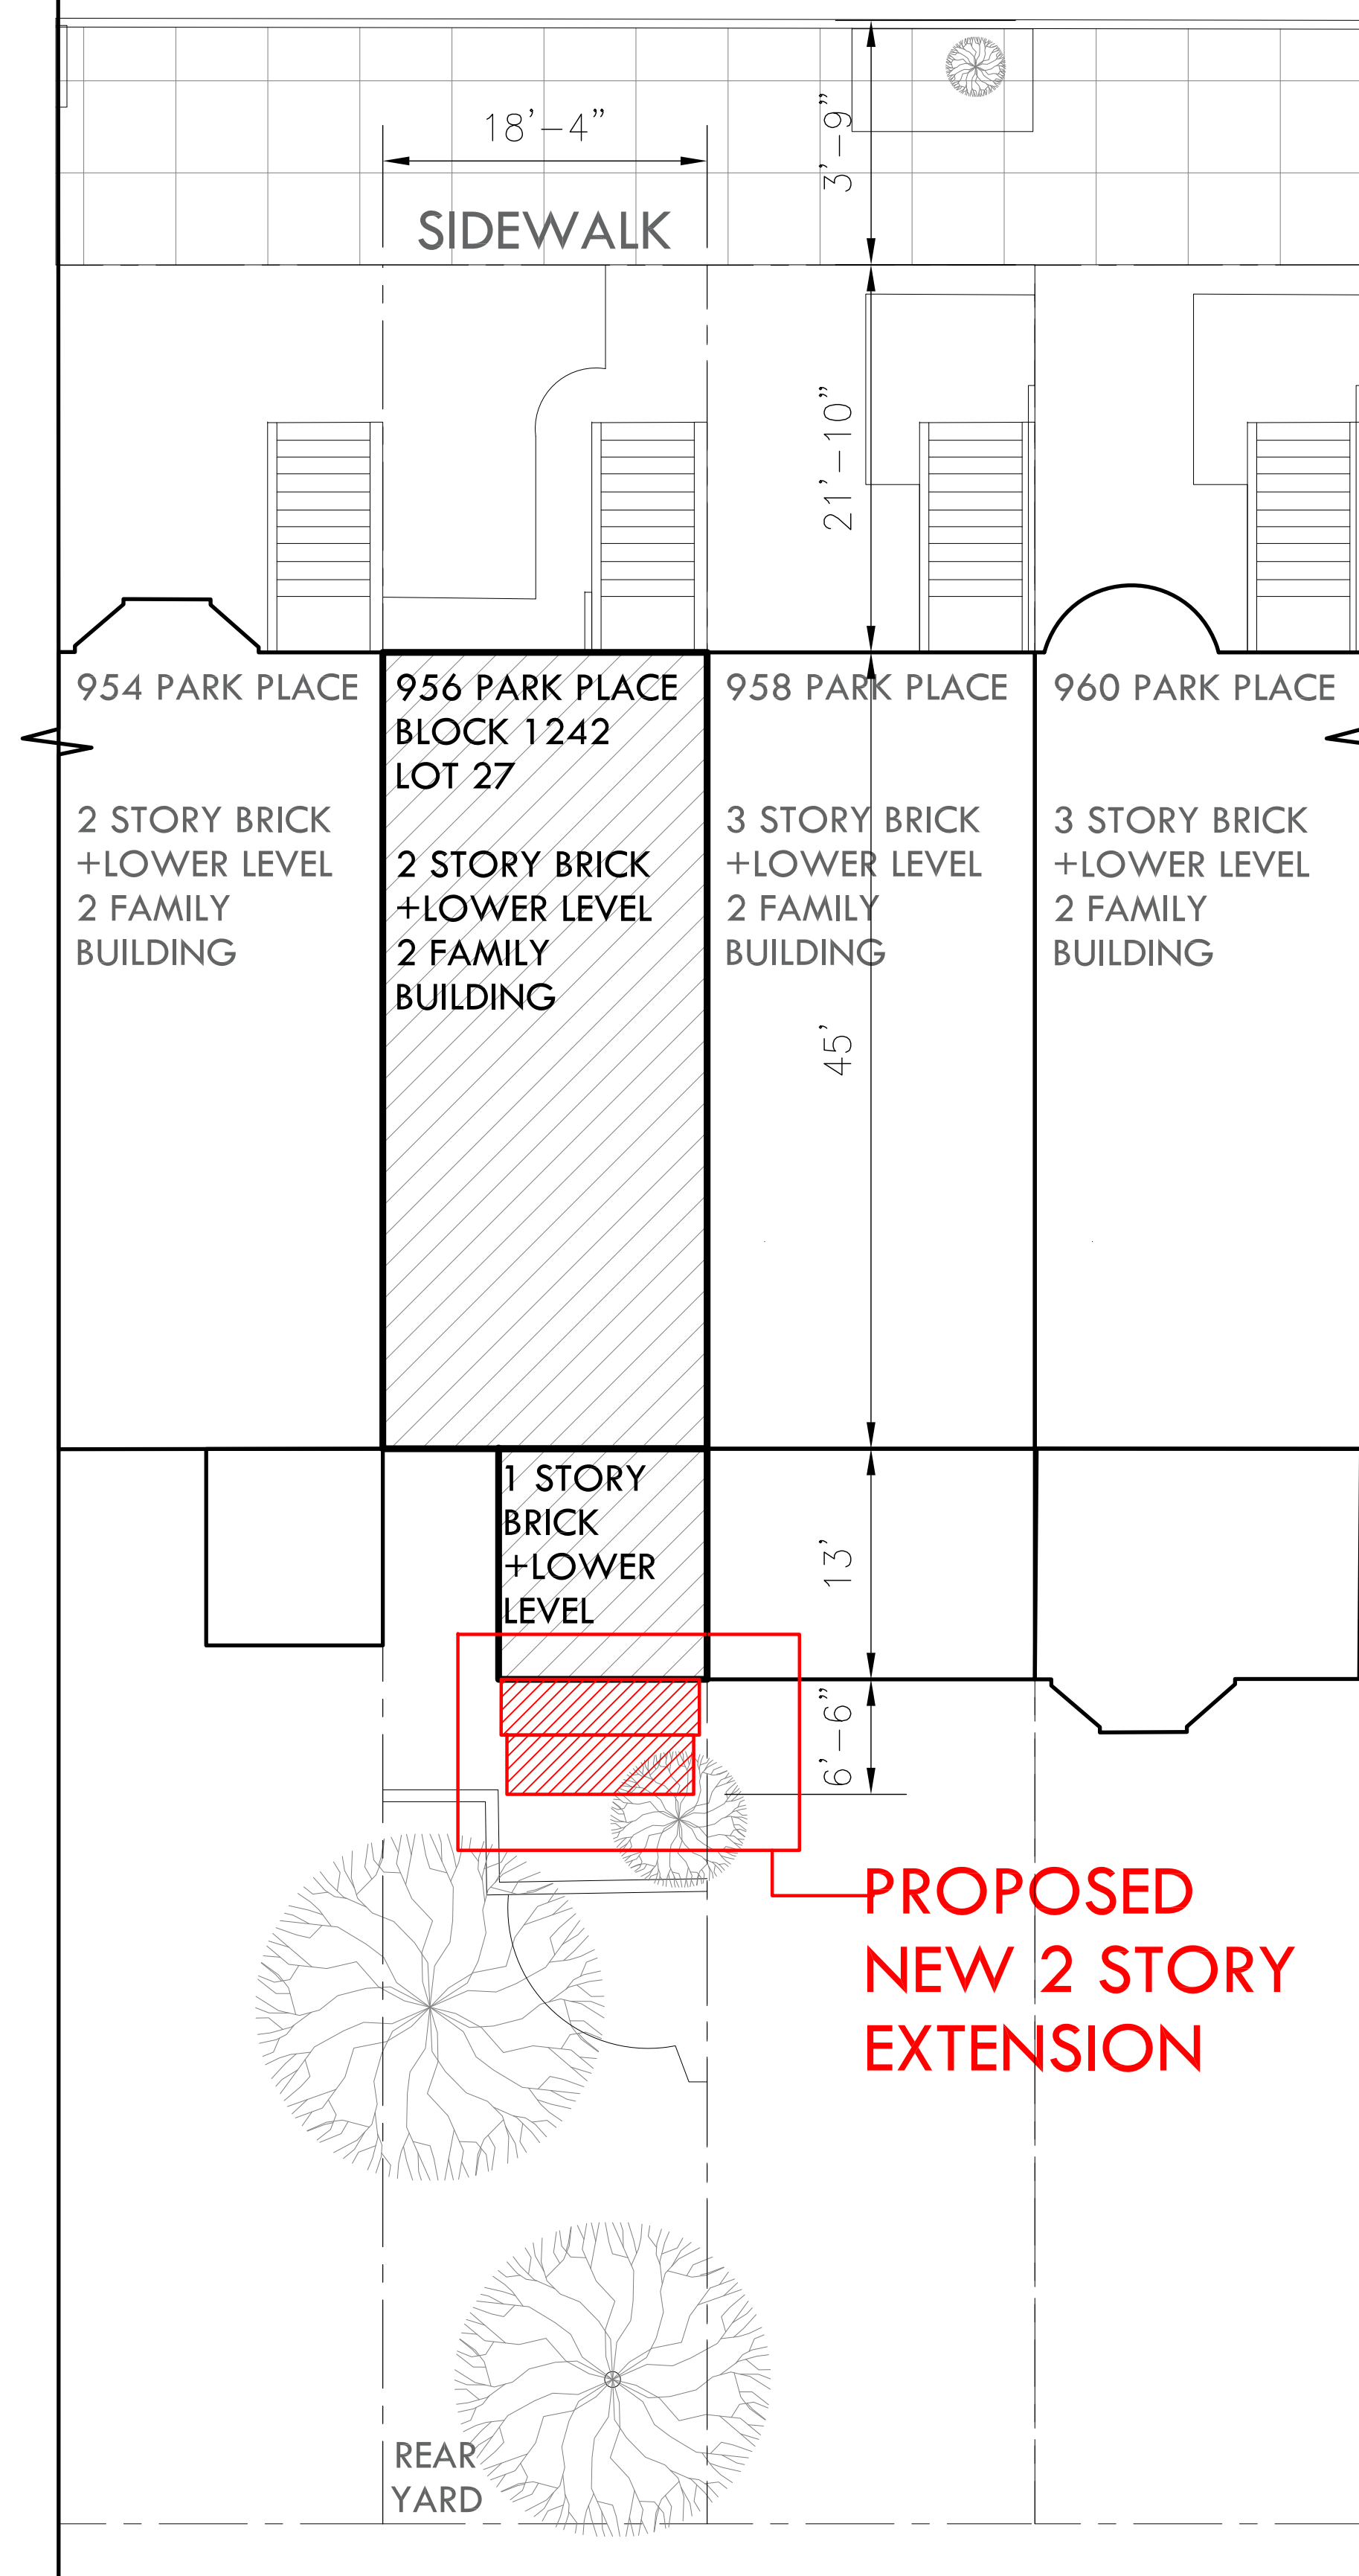 18'-4"
3'-9"
SIDEWALK
21'-10"
954 PARK PLACE
2 STORY BRICK
+LOWER LEVEL
2 FAMILY
BUILDING
956 PARK PLACE
BLOCK 1242
LOT 27
2 STORY BRICK
+LOWER LEVEL
2 FAMILY
BUILDING
958 PARK PLACE
3 STORY BRICK
+LOWER LEVEL
2 FAMILY
BUILDING
960 PARK PLACE
3 STORY BRICK
+LOWER LEVEL
2 FAMILY
BUILDING
45'
1 STORY
BRICK
+LOWER
LEVEL
13'
6'-6"
PROPOSED
NEW 2 STORY
EXTENSION
REAR
YARD